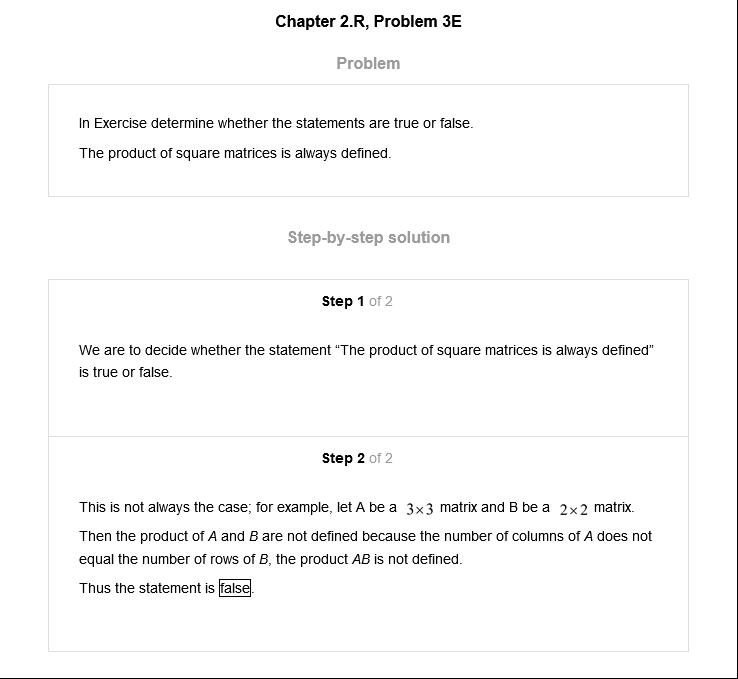 Chapter 2.R, Problem 3E
Problem
In Exercise determine whether the statements are true or false.
The product of square matrices is always defined.
Step-by-step solution
Step 1 of 2
We are to decide whether the statement “The product of square matrices is always defined”
is true or false.
Step 2 of 2
This is not always the case; for example, let A be a 3×3 matrix and B be a 2×2 matrix.
Then the product of A and B are not defined because the number of columns of A does not
equal the number of rows of B, the product AB is not defined.
Thus the statement is false.